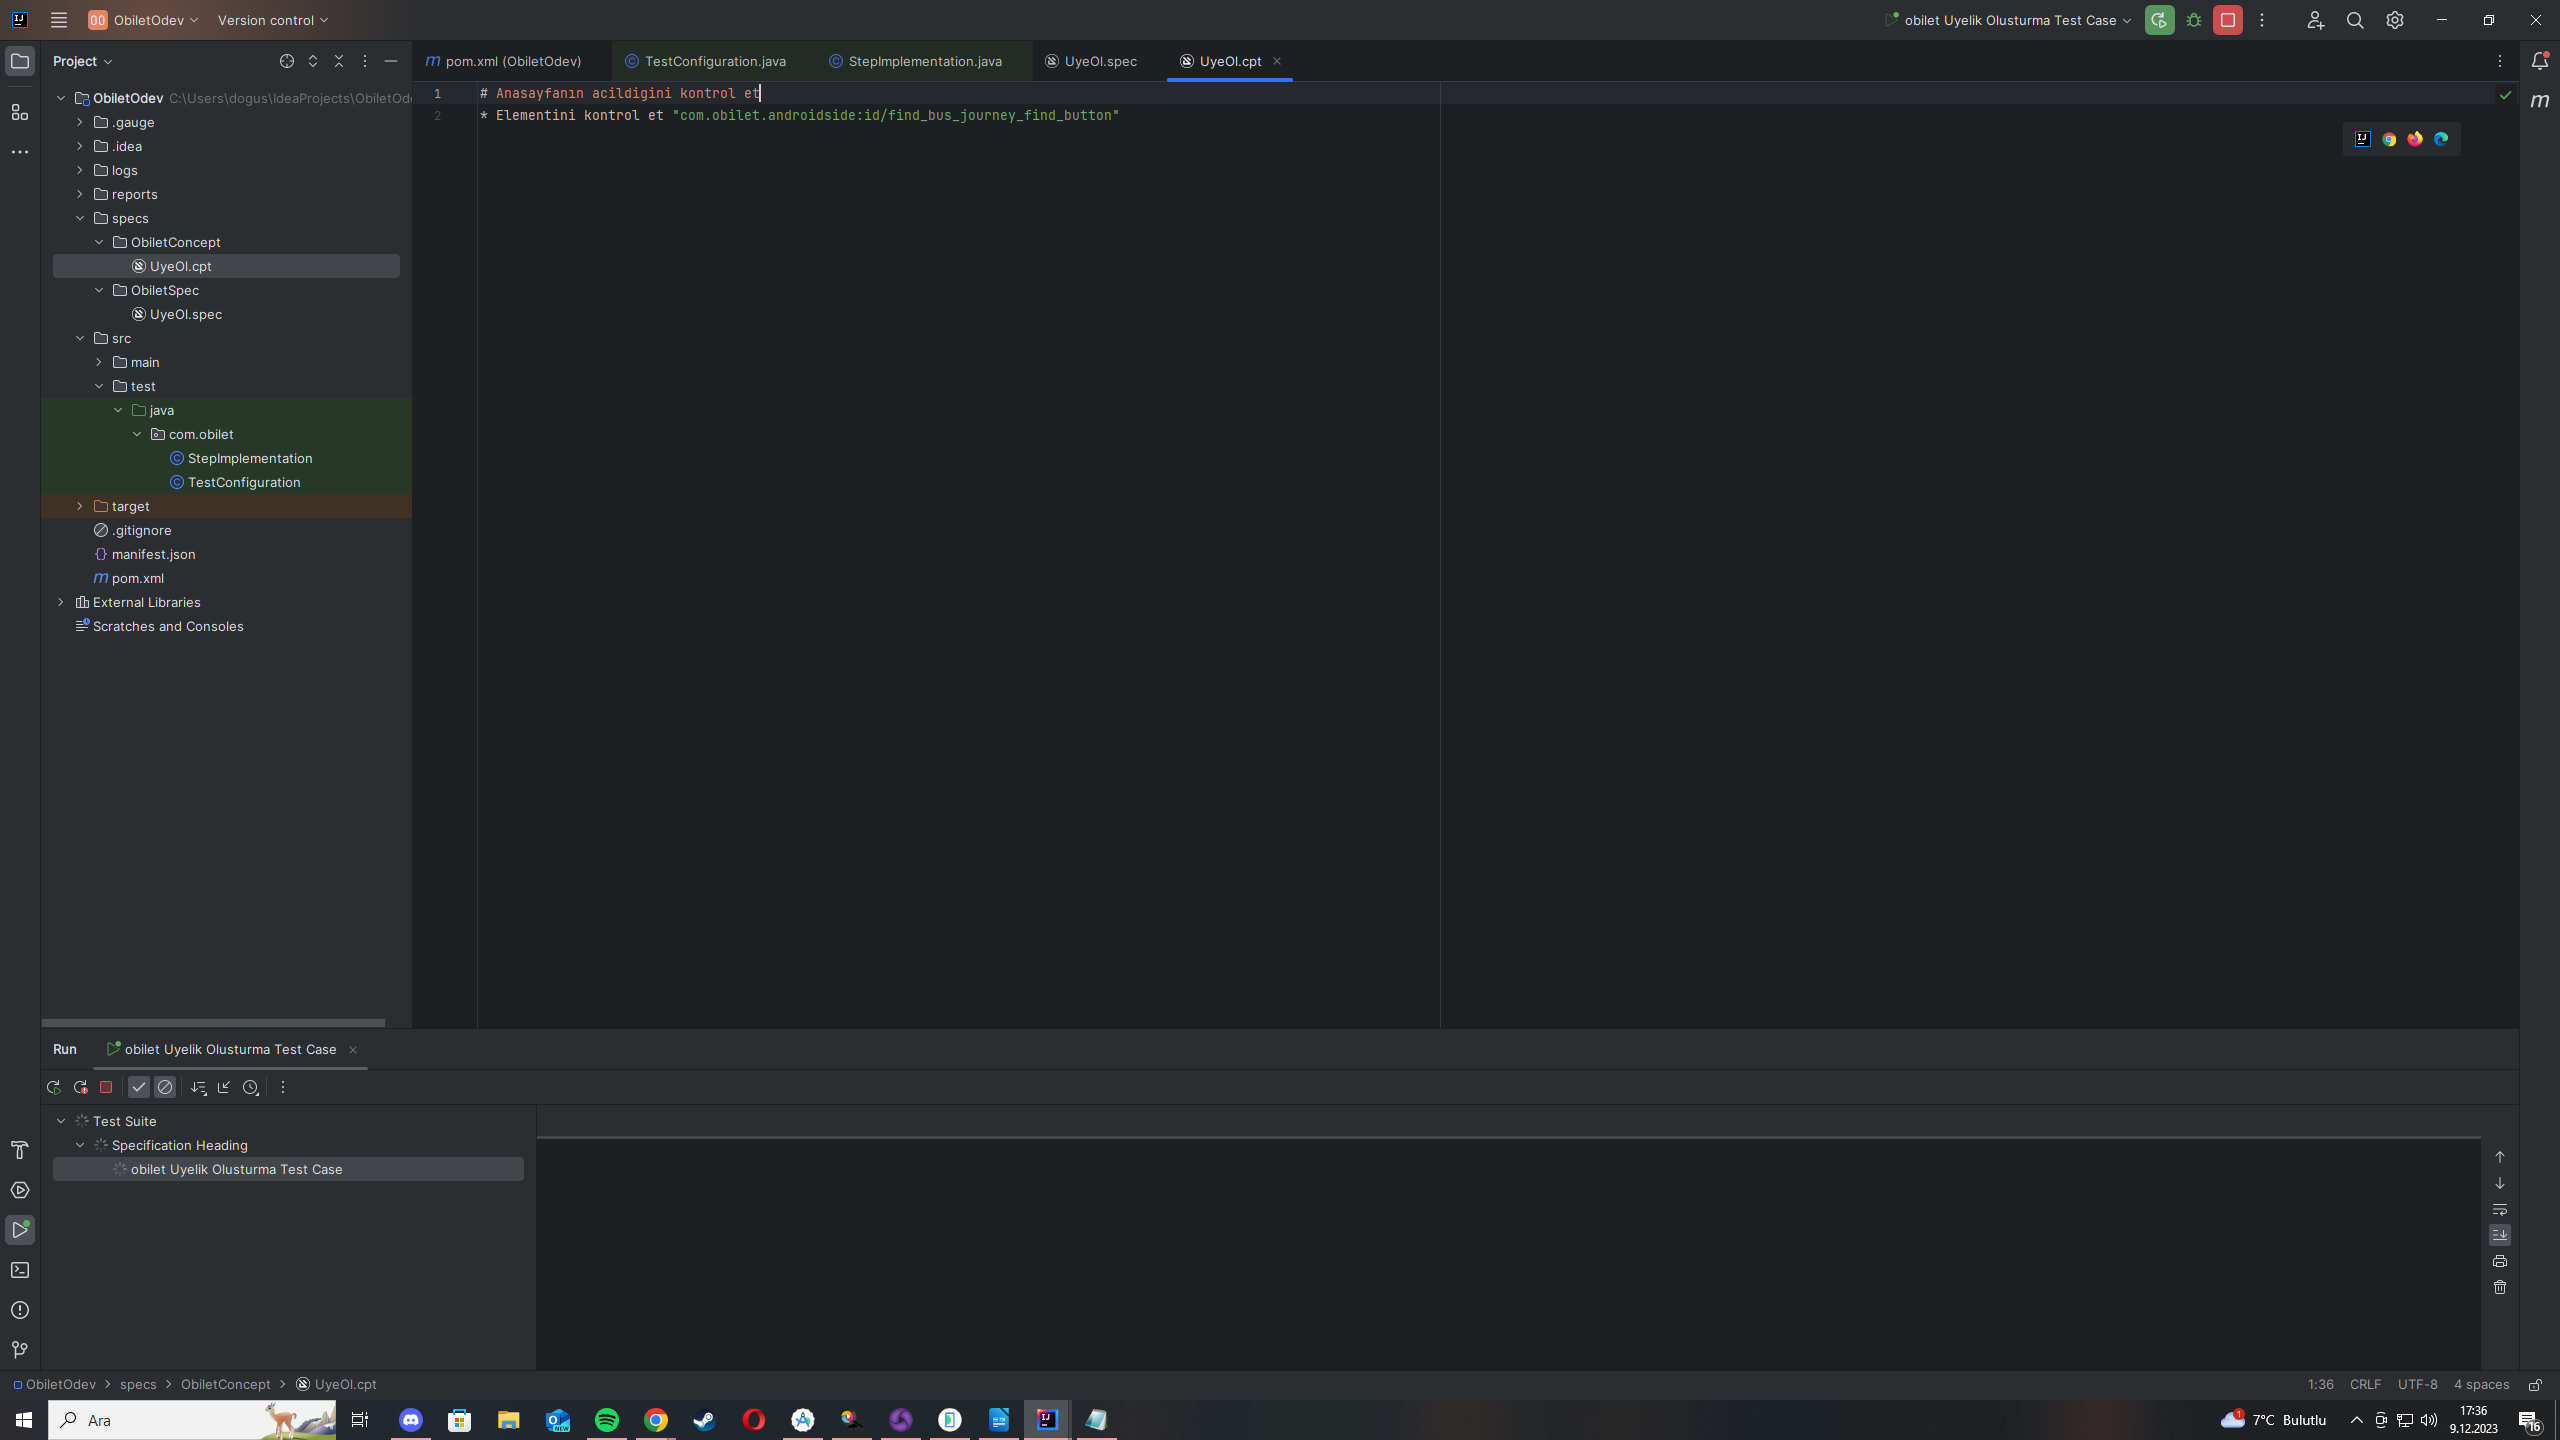 OO ObiletOdev Version control obilet Uyelik Olusturma Test Case
Project
pom.xml (ObiletOdev) TestConfiguration.java StepImplementation.java UyeOl.spec UyeOl.cpt
ObiletOdev C:\Users\dogus\IdeaProjects\ObiletOde
.gauge
.idea
logs
reports
specs
ObiletConcept
UyeOl.cpt
ObiletSpec
UyeOl.spec
src
main
test
java
com.obilet
StepImplementation
TestConfiguration
target
.gitignore
manifest.json
pom.xml
External Libraries
Scratches and Consoles
1 # Anasayfanın acildigini kontrol et
2 * Elementini kontrol et "com.obilet.androidside:id/find_bus_journey_find_button"
Run obilet Uyelik Olusturma Test Case
Test Suite
Specification Heading
obilet Uyelik Olusturma Test Case
ObiletOdev > specs > ObiletConcept > UyeOl.cpt
1:36 CRLF UTF-8 4 spaces
Ara
1 7°C Bulutlu
17:36
9.12.2023
16